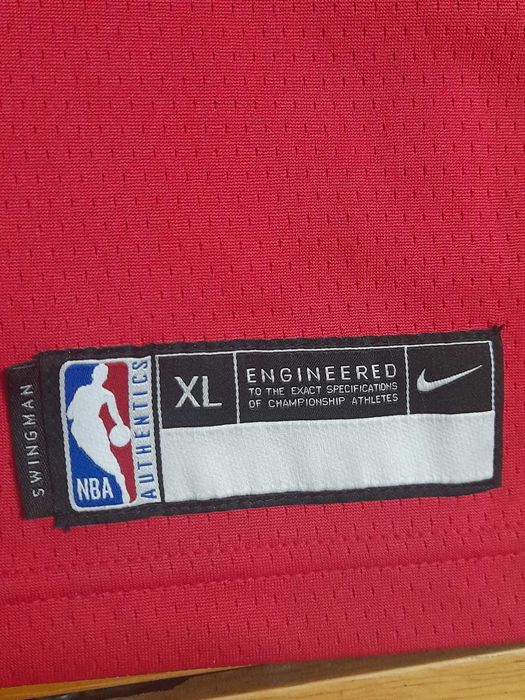 SWINGMAN
NBA
AUTHENTICS
XL
ENGINEERED
TO THE EXACT SPECIFICATIONS
OF CHAMPIONSHIP ATHLETES